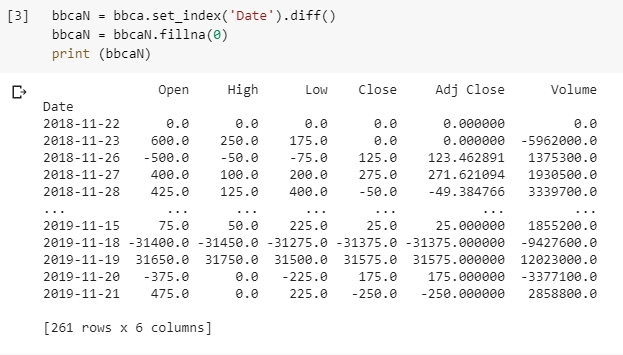 [3] bbcaN = bbca.set_index('Date').diff()
bbcaN = bbcaN.fillna(0)
print (bbcaN)
Open High Low Close Adj Close Volume
Date
2018-11-22 0.0 0.0 0.0 0.0 0.000000 0.0
2018-11-23 600.0 250.0 175.0 0.0 0.000000 -5962000.0
2018-11-26 -500.0 -50.0 -75.0 125.0 123.462891 1375300.0
2018-11-27 400.0 100.0 200.0 275.0 271.621094 1930500.0
2018-11-28 425.0 125.0 400.0 -50.0 -49.384766 3339700.0
... ... ... ... ... ... ...
2019-11-15 75.0 50.0 225.0 25.0 25.000000 1855200.0
2019-11-18 -31400.0 -31450.0 -31275.0 -31375.0 -31375.000000 -9427600.0
2019-11-19 31650.0 31750.0 31500.0 31575.0 31575.000000 12023000.0
2019-11-20 -375.0 0.0 -225.0 175.0 175.000000 -3377100.0
2019-11-21 475.0 0.0 225.0 -250.0 -250.000000 2858800.0
[261 rows x 6 columns]